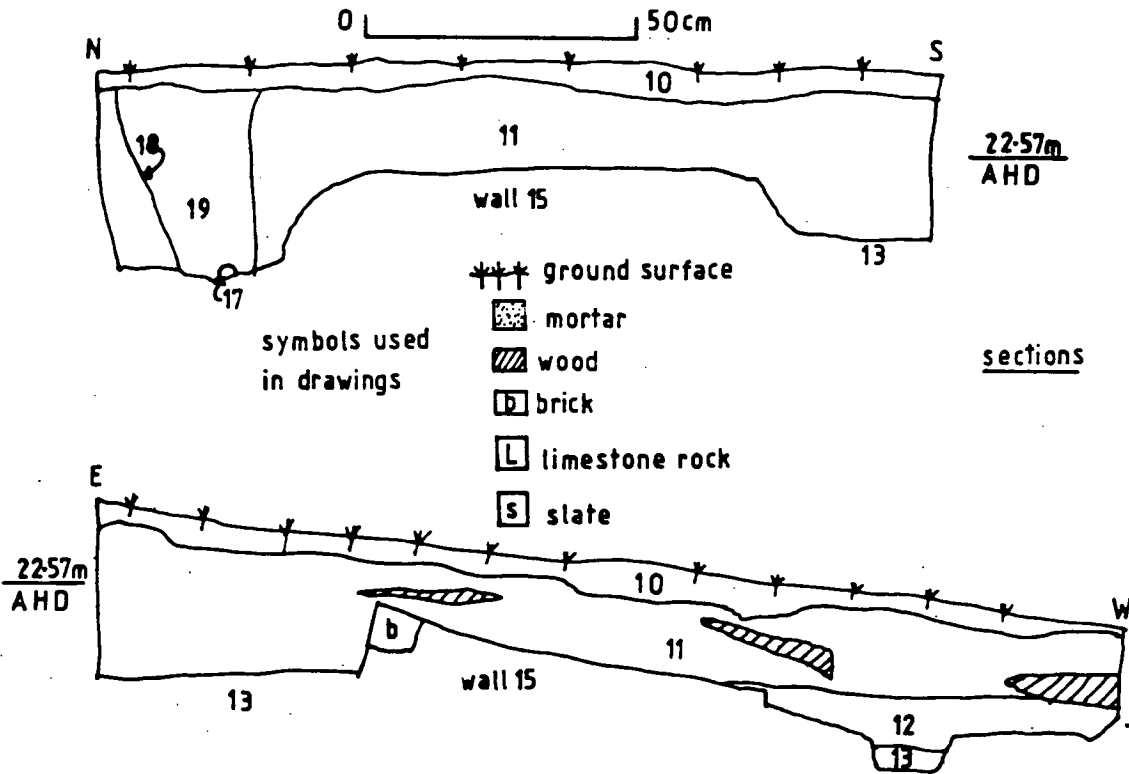 0 50cm
N
S
10
11
22·57m
AHD
18
19
wall 15
13
17
ground surface
mortar
wood
b brick
L limestone rock
s slate
symbols used
in drawings
sections
E
22·57m
AHD
10
W
b
11
wall 15
13
12
13